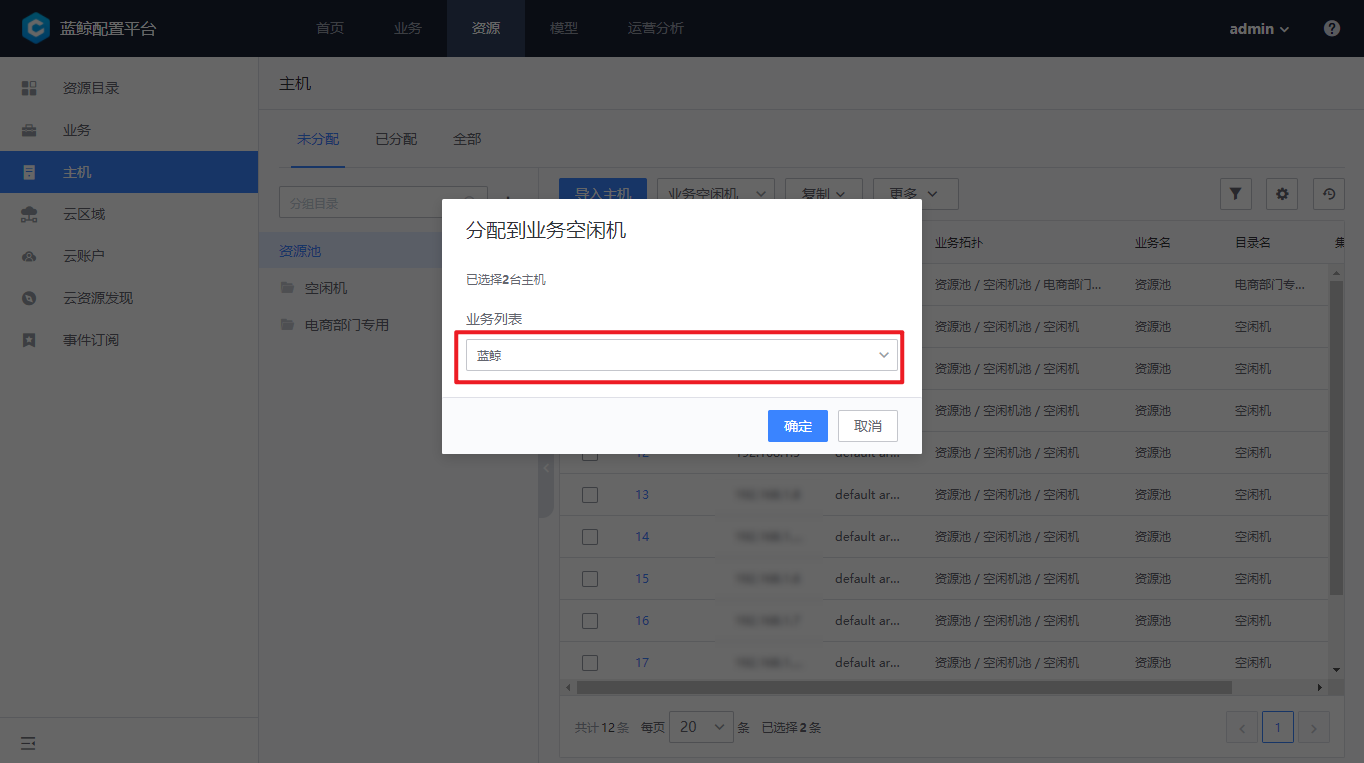 蓝鲸配置平台
首页 业务 资源 模型 运营分析
admin
资源目录
业务
主机
云区域
云账户
云资源发现
事件订阅
主机
未分配 已分配 全部
分组目录
资源池
空闲机
电商部门专用
导入主机 业务空闲机 复制 更多
业务拓扑 业务名 目录名 集
资源池 / 空闲机池 / 电商部门... 资源池 电商部门专...
资源池 / 空闲机池 / 空闲机 资源池 空闲机
资源池 / 空闲机池 / 空闲机 资源池 空闲机
资源池 / 空闲机池 / 空闲机 资源池 空闲机
12 192.168.1.5 default ar... 资源池 / 空闲机池 / 空闲机 资源池 空闲机
13 default ar... 资源池 / 空闲机池 / 空闲机 资源池 空闲机
14 default ar... 资源池 / 空闲机池 / 空闲机 资源池 空闲机
15 default ar... 资源池 / 空闲机池 / 空闲机 资源池 空闲机
16 default ar... 资源池 / 空闲机池 / 空闲机 资源池 空闲机
17 default ar... 资源池 / 空闲机池 / 空闲机 资源池 空闲机
共计12条 每页 20 条 已选择2条 1
分配到业务空闲机
已选择2台主机
业务列表
蓝鲸
确定 取消